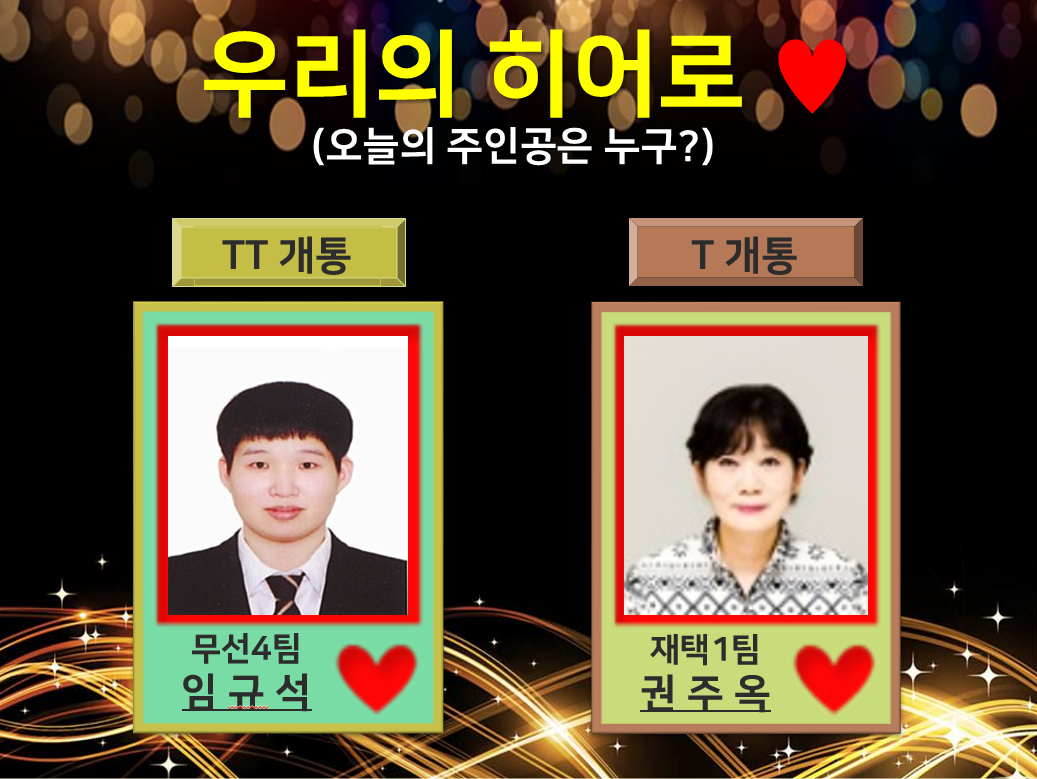 우리의 히어로 ♥
(오늘의 주인공은 누구?)
TT 개통
T 개통
무선4팀
임 규 석
재택1팀
권 주 옥